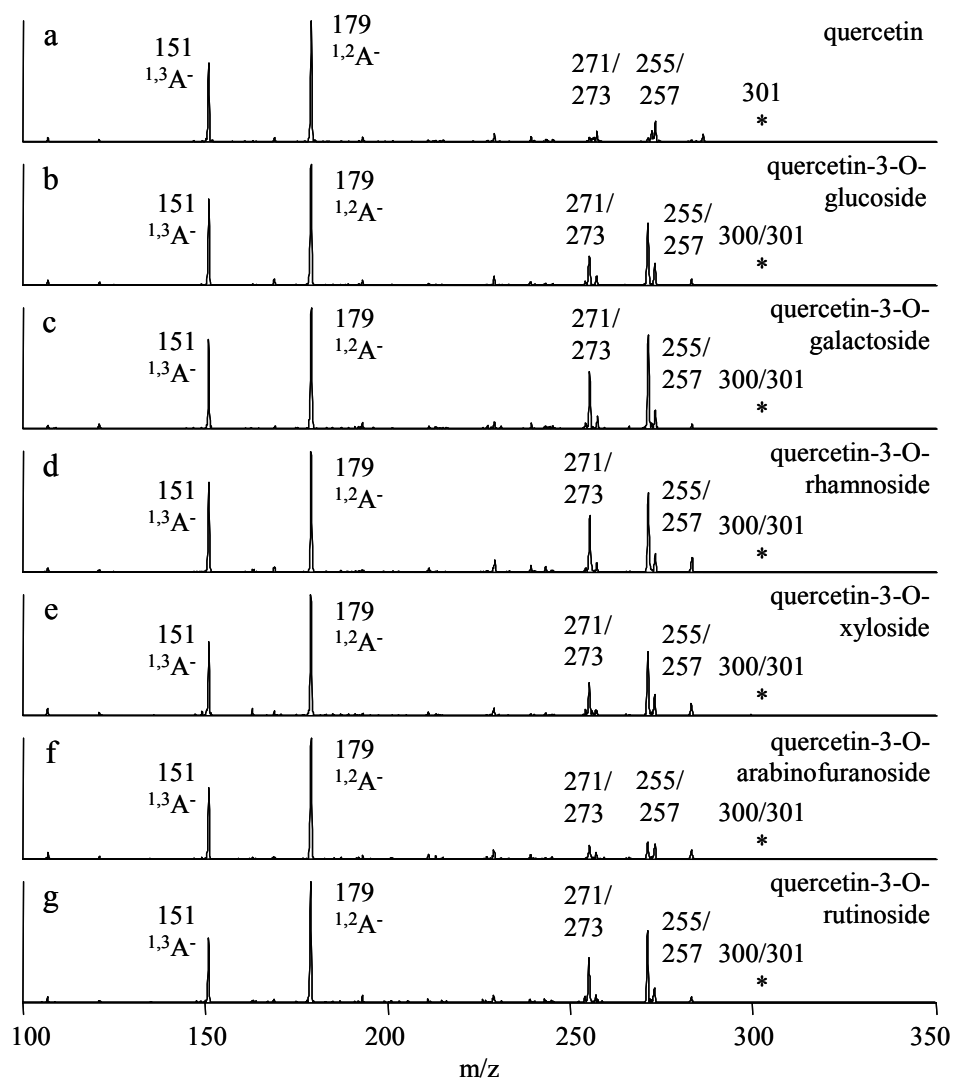 a
151
1,3A-
179
1,2A-
271/
273
255/
257
301
*
quercetin
b
151
1,3A-
179
1,2A-
271/
273
255/
257
300/301
*
quercetin-3-O-
glucoside
c
151
1,3A-
179
1,2A-
271/
273
255/
257
300/301
*
quercetin-3-O-
galactoside
d
151
1,3A-
179
1,2A-
271/
273
255/
257
300/301
*
quercetin-3-O-
rhamnoside
e
151
1,3A-
179
1,2A-
271/
273
255/
257
300/301
*
quercetin-3-O-
xyloside
f
151
1,3A-
179
1,2A-
271/
273
255/
257
300/301
*
quercetin-3-O-
arabinofuranoside
g
151
1,3A-
179
1,2A-
271/
273
255/
257
300/301
*
quercetin-3-O-
rutinoside
100 150 200 250 300 350
m/z